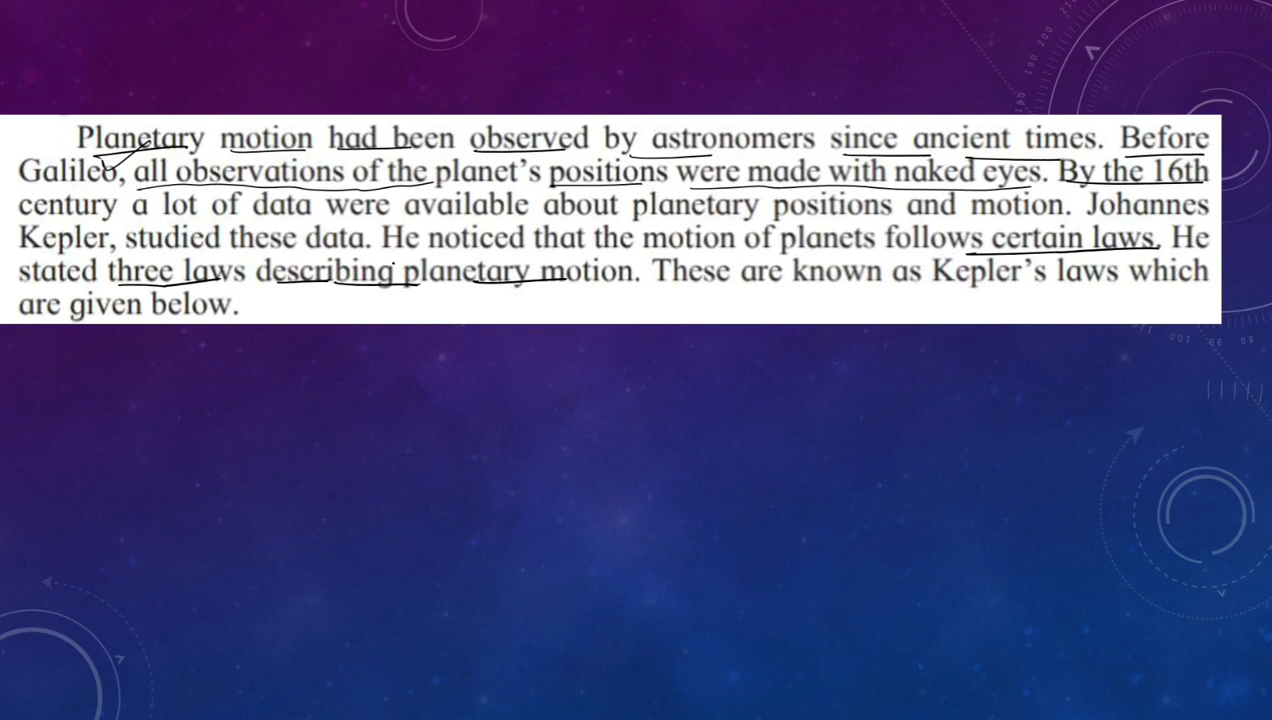 Planetary motion had been observed by astronomers since ancient times. Before
Galileo, all observations of the planet's positions were made with naked eyes. By the 16th
century a lot of data were available about planetary positions and motion. Johannes
Kepler, studied these data. He noticed that the motion of planets follows certain laws. He
stated three laws describing planetary motion. These are known as Kepler's laws which
are given below.